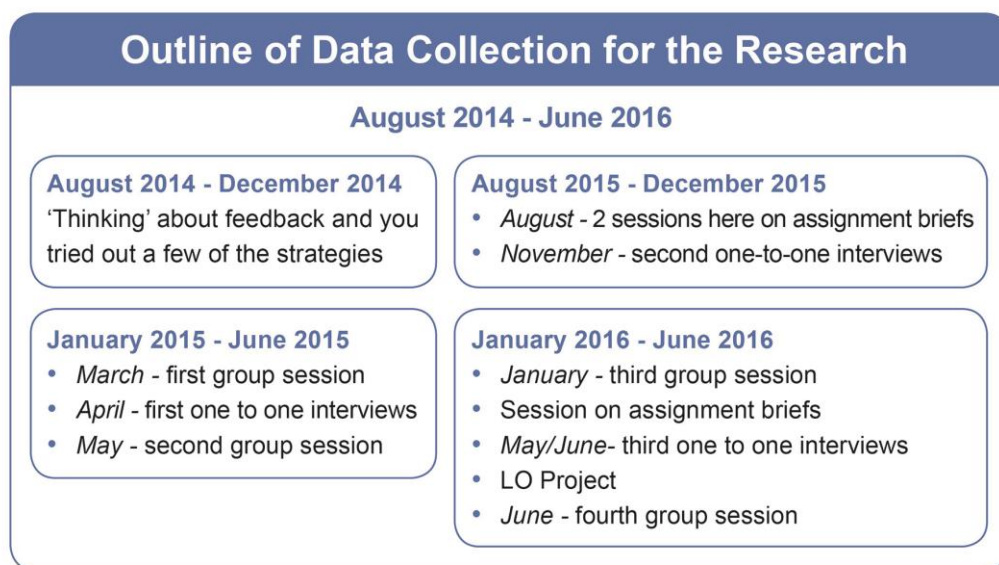 Outline of Data Collection for the Research
August 2014 - June 2016
August 2014 - December 2014
‘Thinking’ about feedback and you
tried out a few of the strategies
August 2015 - December 2015
• August - 2 sessions here on assignment briefs
• November - second one-to-one interviews
January 2015 - June 2015
• March - first group session
• April - first one to one interviews
• May - second group session
January 2016 - June 2016
• January - third group session
• Session on assignment briefs
• May/June- third one to one interviews
• LO Project
• June - fourth group session